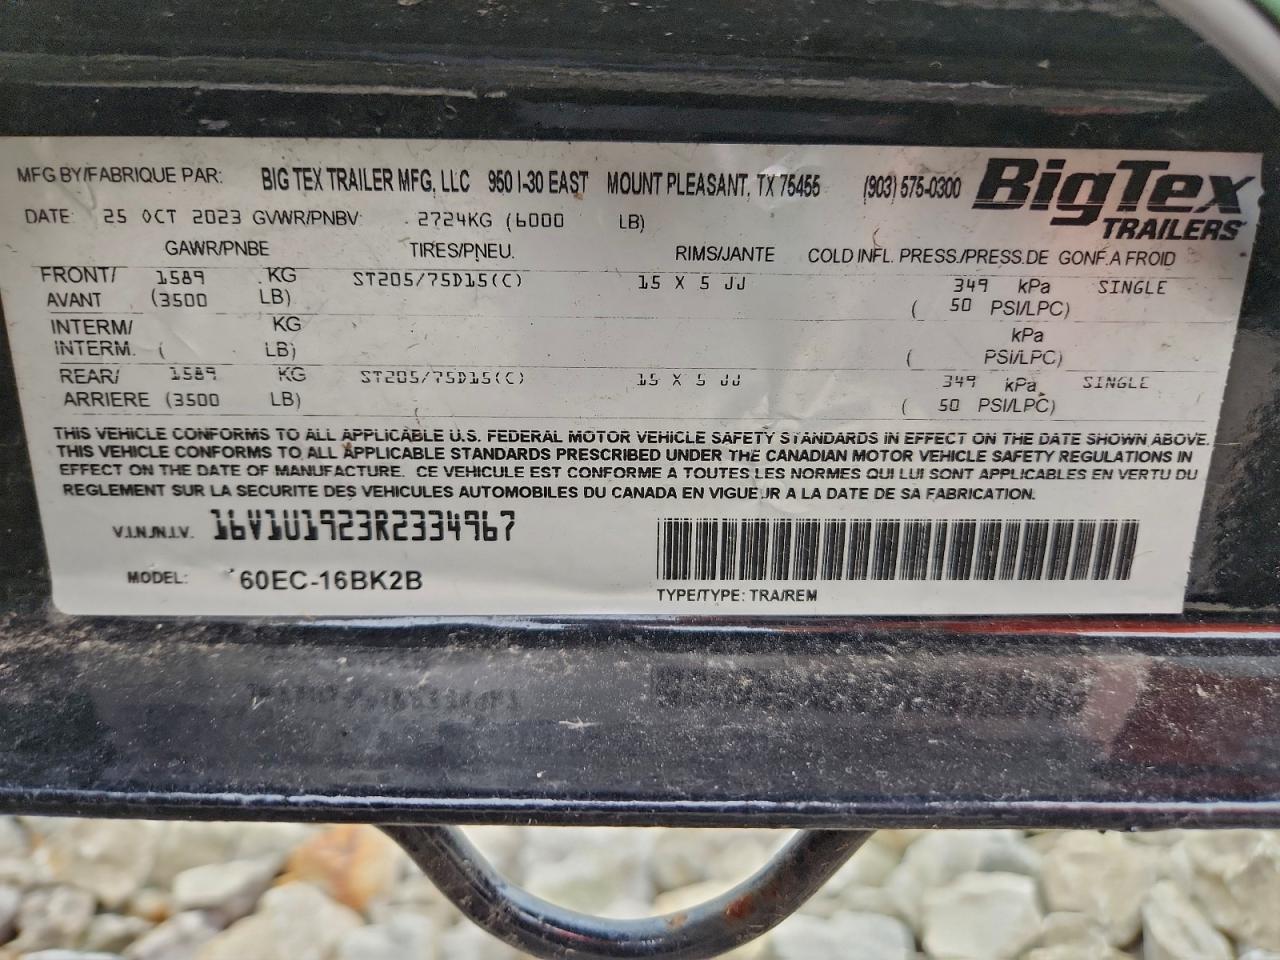 MFG BY/FABRIQUE PAR: BIG TEX TRAILER MFG, LLC 950 I-30 EAST MOUNT PLEASANT, TX 75455 (903) 575-0300 BigTex TRAILERS
DATE: 25 OCT 2023 GVWR/PNBV 2724KG (6000 LB)
GAWR/PNBE TIRES/PNEU. RIMS/JANTE COLD INFL. PRESS./PRESS.DE GONF.A FROID
FRONT/ 1589 KG ST205/75D15(C) 15 X 5 JJ 349 kPa SINGLE
AVANT (3500 LB) ( 50 PSI/LPC)
INTERM/ KG kPa
INTERM. ( LB) ( PSI/LPC)
REAR/ 1589 KG ST205/75D15(C) 15 X 5 JJ 349 kPa SINGLE
ARRIERE (3500 LB) ( 50 PSI/LPC)
THIS VEHICLE CONFORMS TO ALL APPLICABLE U.S. FEDERAL MOTOR VEHICLE SAFETY STANDARDS IN EFFECT ON THE DATE SHOWN ABOVE.
THIS VEHICLE CONFORMS TO ALL APPLICABLE STANDARDS PRESCRIBED UNDER THE CANADIAN MOTOR VEHICLE SAFETY REGULATIONS IN
EFFECT ON THE DATE OF MANUFACTURE. CE VEHICULE EST CONFORME A TOUTES LES NORMES QUI LUI SONT APPLICABLES EN VERTU DU
REGLEMENT SUR LA SECURITE DES VEHICULES AUTOMOBILES DU CANADA EN VIGUEUR A LA DATE DE SA FABRICATION.
V.I.N./N.I.V. 16V1U1923R2334967
MODEL: 60EC-16BK2B
TYPE/TYPE: TRA/REM